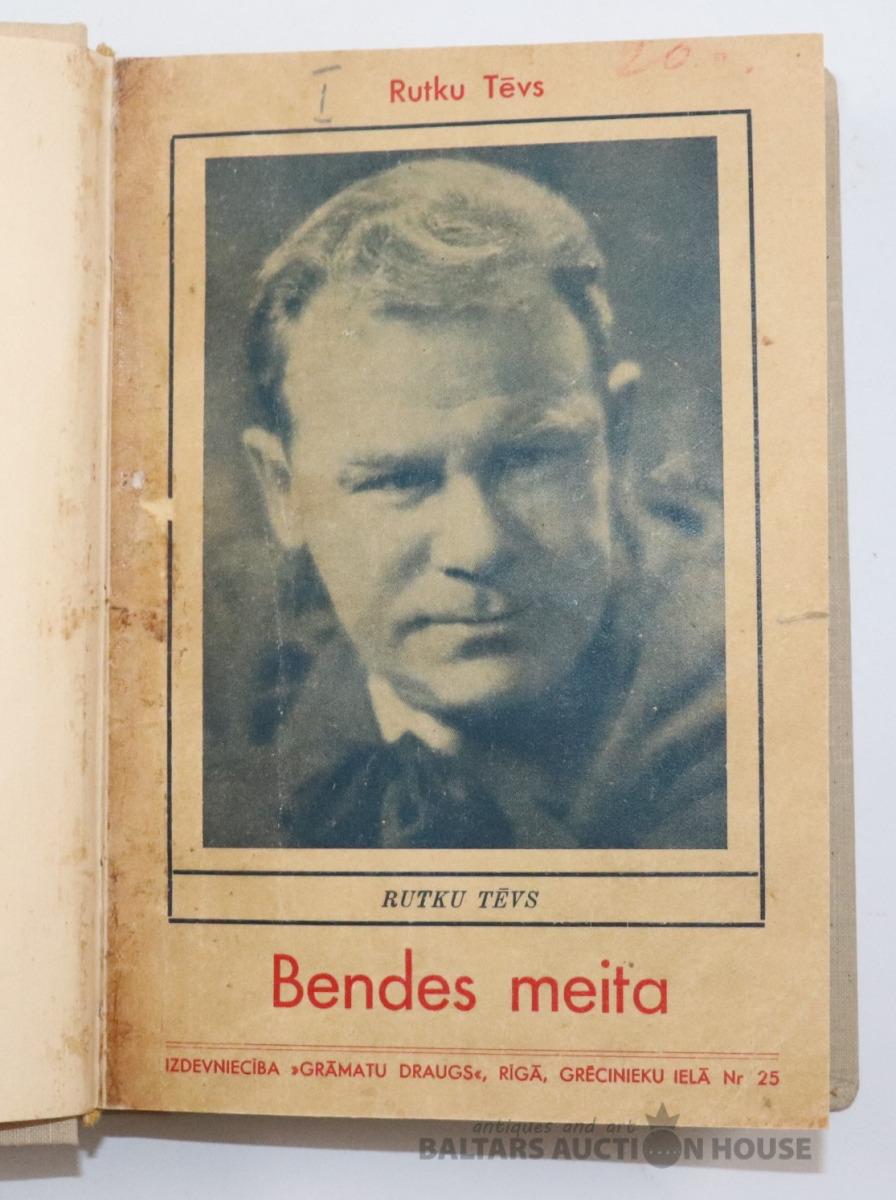 I
20
Rutku Tēvs
RUTKU TĒVS
Bendes meita
IZDEVNIECĪBA »GRĀMATU DRAUGS«, RĪGĀ, GRĒCINIEKU IELĀ Nr 25
antiques and art
BALTARS AUCTION HOUSE